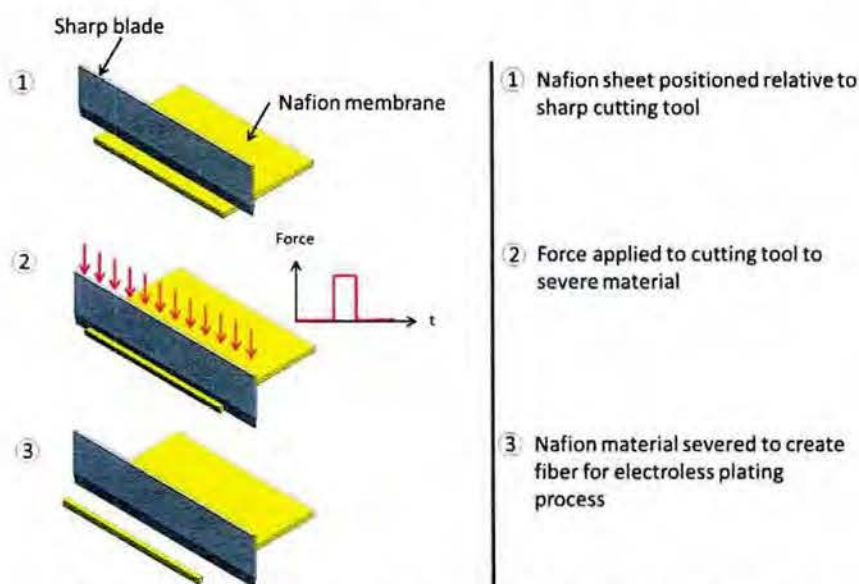 Sharp blade
① Nafion membrane
② Force
t
③
① Nafion sheet positioned relative to
sharp cutting tool
② Force applied to cutting tool to
severe material
③ Nafion material severed to create
fiber for electroless plating
process